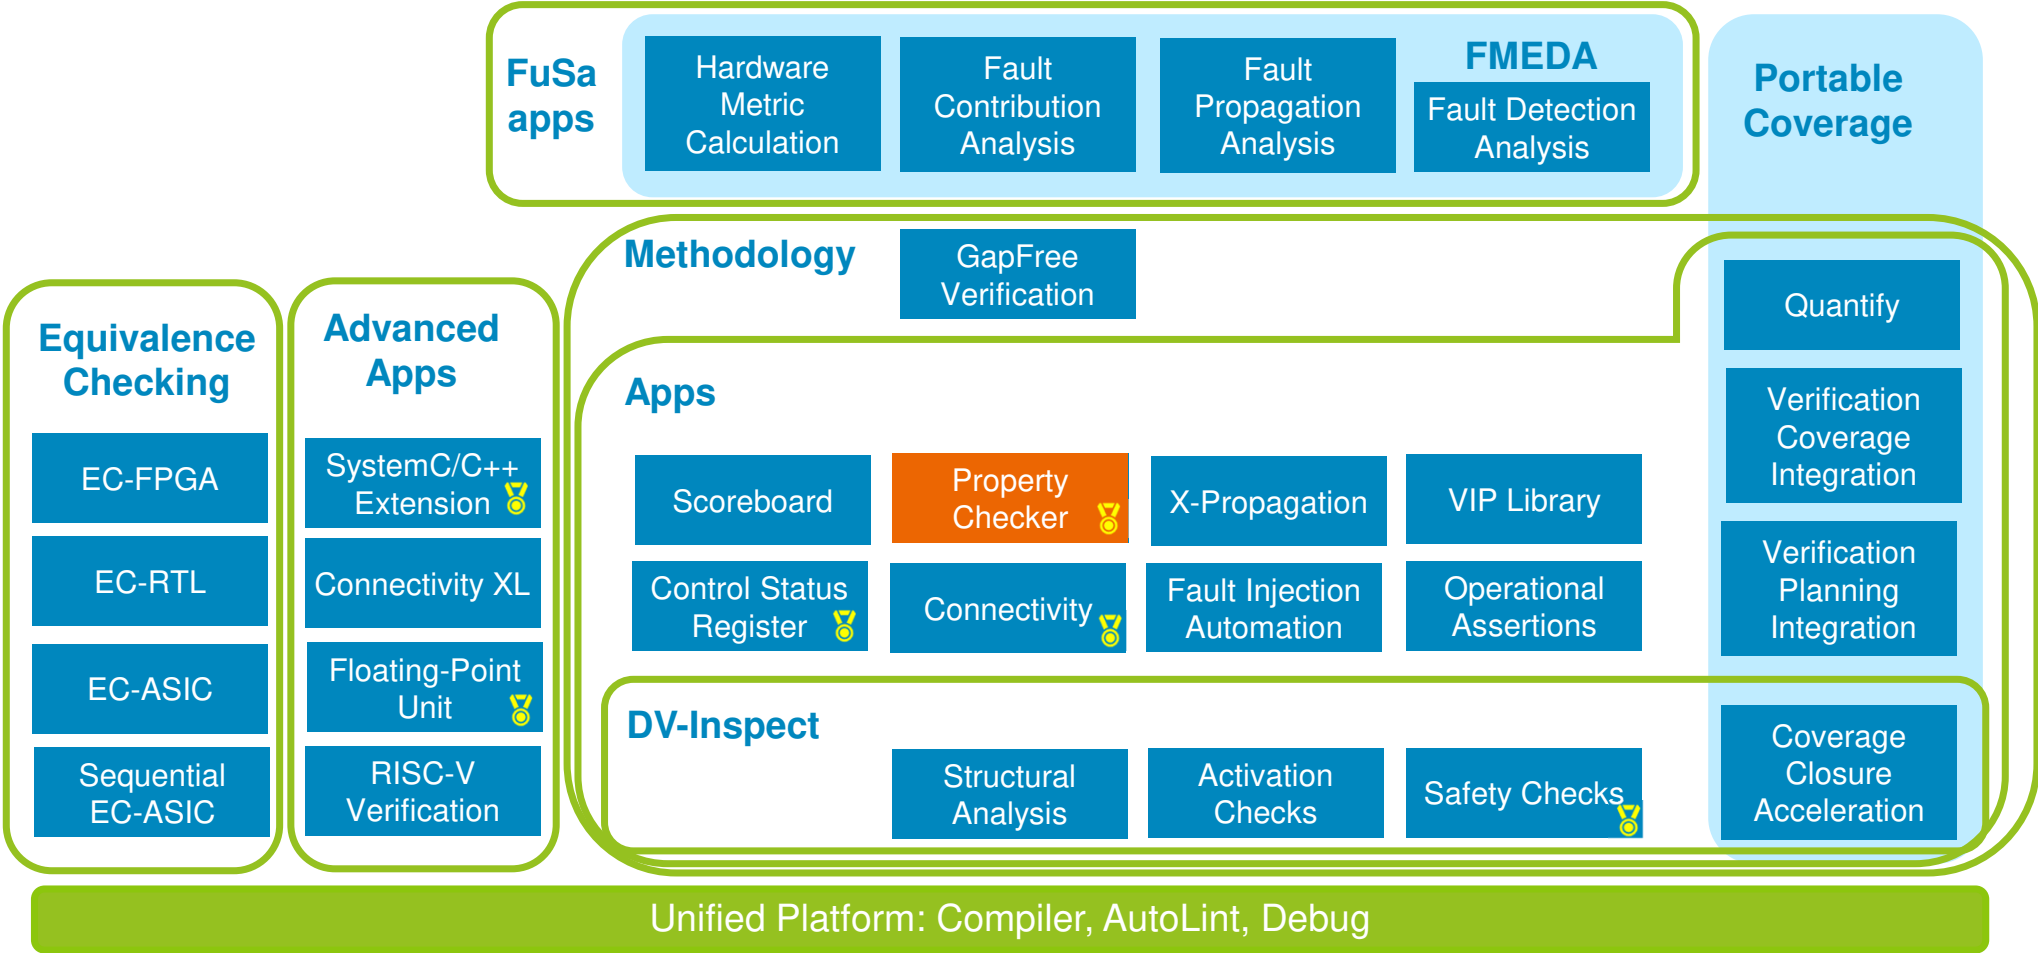 FuSa
apps
Hardware
Metric
Calculation
Fault
Contribution
Analysis
Fault
Propagation
Analysis
FMEDA
Fault Detection
Analysis
Portable
Coverage
Methodology
GapFree
Verification
Quantify
Equivalence
Checking
Advanced
Apps
Apps
Verification
Coverage
Integration
EC-FPGA
SystemC/C++
Extension
Scoreboard
Property
Checker
X-Propagation
VIP Library
Verification
Planning
Integration
EC-RTL
Connectivity XL
Control Status
Register
Connectivity
Fault Injection
Automation
Operational
Assertions
EC-ASIC
Floating-Point
Unit
DV-Inspect
Sequential
EC-ASIC
RISC-V
Verification
Structural
Analysis
Activation
Checks
Safety Checks
Coverage
Closure
Acceleration
Unified Platform: Compiler, AutoLint, Debug